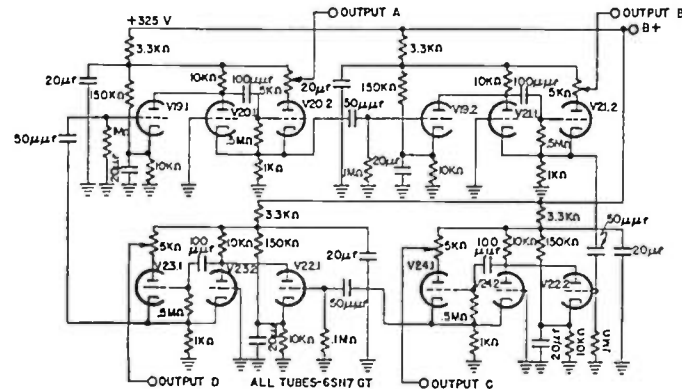 OUTPUT A
OUTPUT B
+325 V
B+
3.3KΩ
3.3KΩ
20μf
150KΩ
10KΩ
100μμf
5KΩ
20μf
150KΩ
10KΩ
100μμf
5KΩ
V19.1
V20.1
V20.2
50μμf
V19.2
V21.1
V21.2
50μμf
1MΩ
.5MΩ
.5MΩ
20μf
10KΩ
1KΩ
.1MΩ
20μf
10KΩ
1KΩ
3.3KΩ
3.3KΩ
50μμf
5KΩ
100μμf
10KΩ
150KΩ
20μf
5KΩ
100μμf
10KΩ
150KΩ
20μf
V23.1
V23.2
V22.1
50μμf
V24.1
24.2
V22.2
.5MΩ
.5MΩ
1KΩ
20μf
10KΩ
.1MΩ
1KΩ
20μf
10KΩ
.1MΩ
OUTPUT D
ALL TUBES-6SN7 GT
OUTPUT C